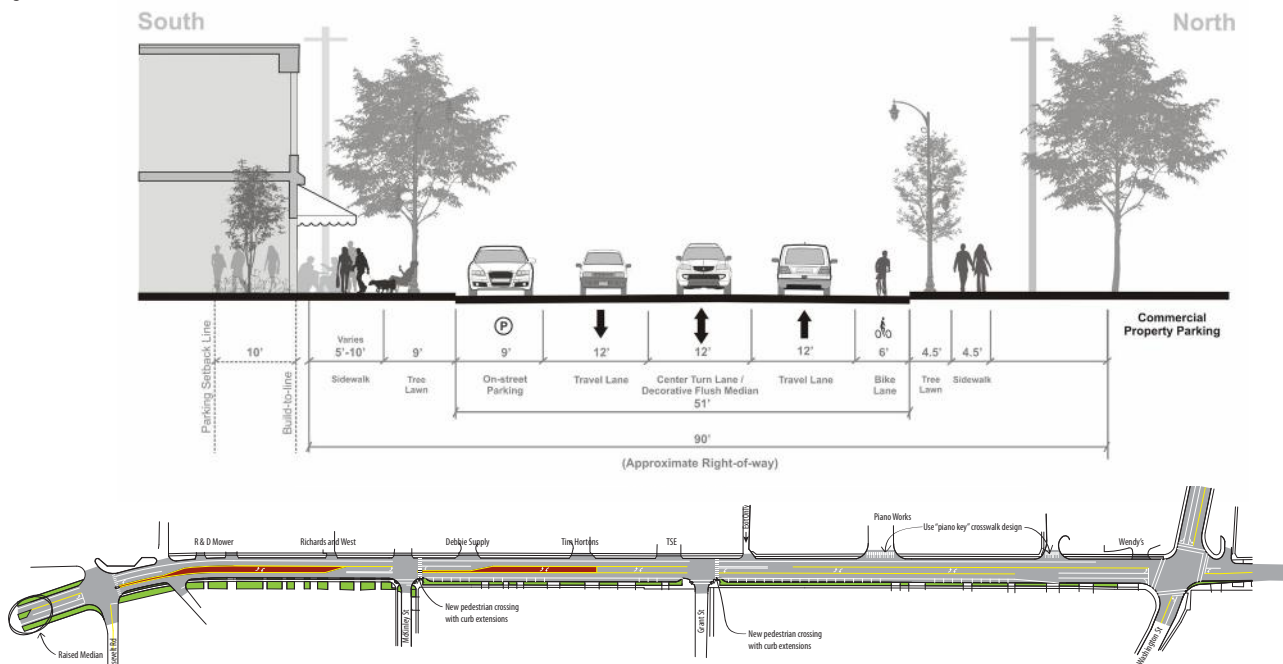 South
North
P
Commercial
Property Parking
Parking Setback Line
10'
Build-to-line
Varies
5'-10'
9'
9'
12'
12'
12'
6'
4.5'
4.5'
Sidewalk
Tree
Lawn
On-street
Parking
Travel Lane
Center Turn Lane /
Decorative Flush Median
Travel Lane
Bike
Lane
Tree
Lawn
Sidewalk
51'
90'
(Approximate Right-of-way)
R & D Mower
Richards and West
Debbie Supply
Tim Hortons
TSE
Exit Only
Piano Works
Use "piano key" crosswalk design
Wendy's
Raised Median
sevelt Rd
McKinley St
New pedestrian crossing
with curb extensions
Grant St
New pedestrian crossing
with curb extensions
Washington St